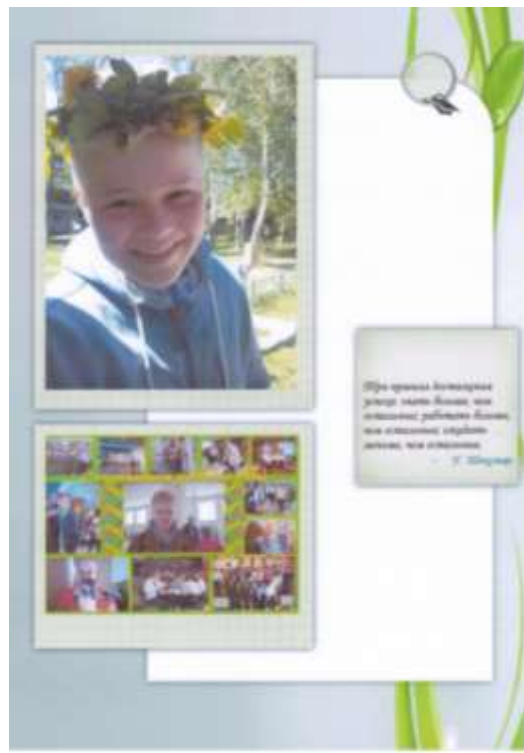 Три правила достижения
успеха: знать больше, чем
остальные; работать больше,
чем остальные; ожидать
меньше, чем остальные.
У. Шекспир